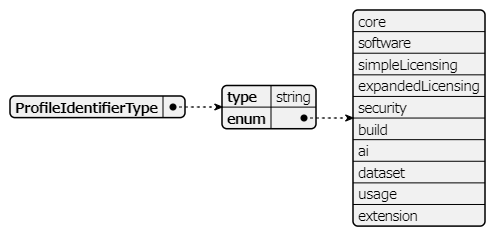 ProfileIdentifierType
type string
enum
core
software
simpleLicensing
expandedLicensing
security
build
ai
dataset
usage
extension